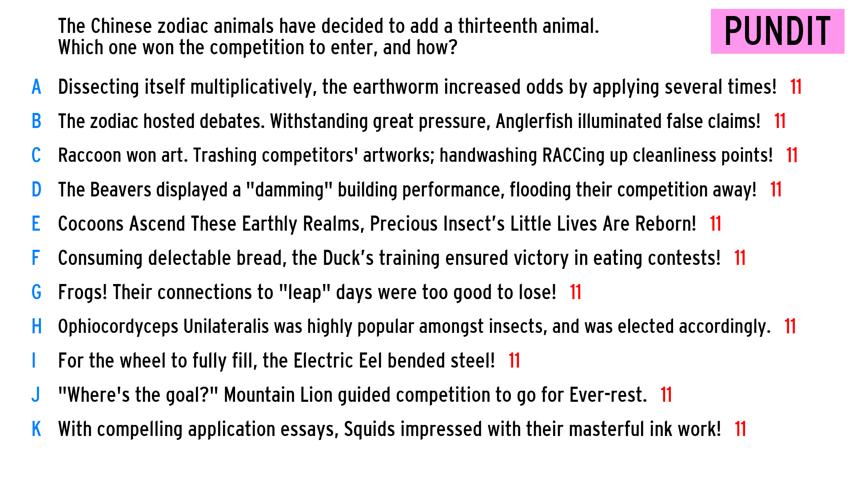 The Chinese zodiac animals have decided to add a thirteenth animal.
Which one won the competition to enter, and how?
PUNDIT
A Dissecting itself multiplicatively, the earthworm increased odds by applying several times! 11
B The zodiac hosted debates. Withstanding great pressure, Anglerfish illuminated false claims! 11
C Raccoon won art. Trashing competitors' artworks; handwashing RACCing up cleanliness points! 11
D The Beavers displayed a "damming" building performance, flooding their competition away! 11
E Cocoons Ascend These Earthly Realms, Precious Insect’s Little Lives Are Reborn! 11
F Consuming delectable bread, the Duck’s training ensured victory in eating contests! 11
G Frogs! Their connections to "leap" days were too good to lose! 11
H Ophiocordyceps Unilateralis was highly popular amongst insects, and was elected accordingly. 11
I For the wheel to fully fill, the Electric Eel bended steel! 11
J "Where's the goal?" Mountain Lion guided competition to go for Ever-rest. 11
K With compelling application essays, Squids impressed with their masterful ink work! 11